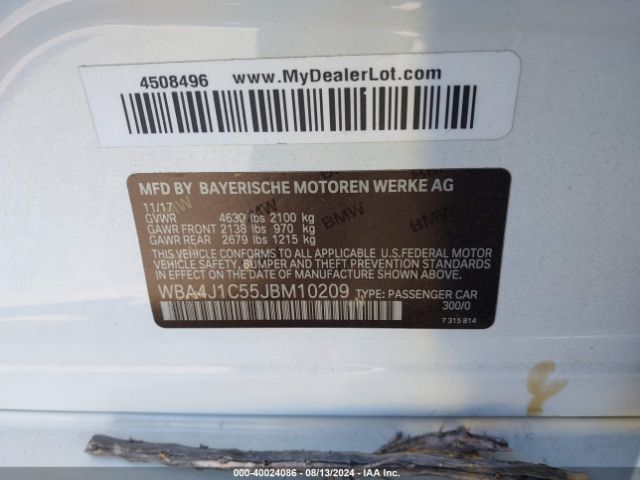 4508496 www.MyDealerLot.com
MFD BY BAYERISCHE MOTOREN WERKE AG
11/17
GVWR 4630 lbs 2100 kg
GAWR FRONT 2138 lbs 970 kg
GAWR REAR 2679 lbs 1215 kg
THIS VEHICLE CONFORMS TO ALL APPLICABLE U.S.FEDERAL MOTOR
VEHICLE SAFETY, BUMPER AND THEFT PREVENTION STANDARDS
IN EFFECT ON THE DATE OF MANUFACTURE SHOWN ABOVE.
WBA4J1C55JBM10209 TYPE: PASSENGER CAR
300/0
7 315 814
BMW
BMW
BMW
000-40024086 - 08/13/2024 - IAA Inc.